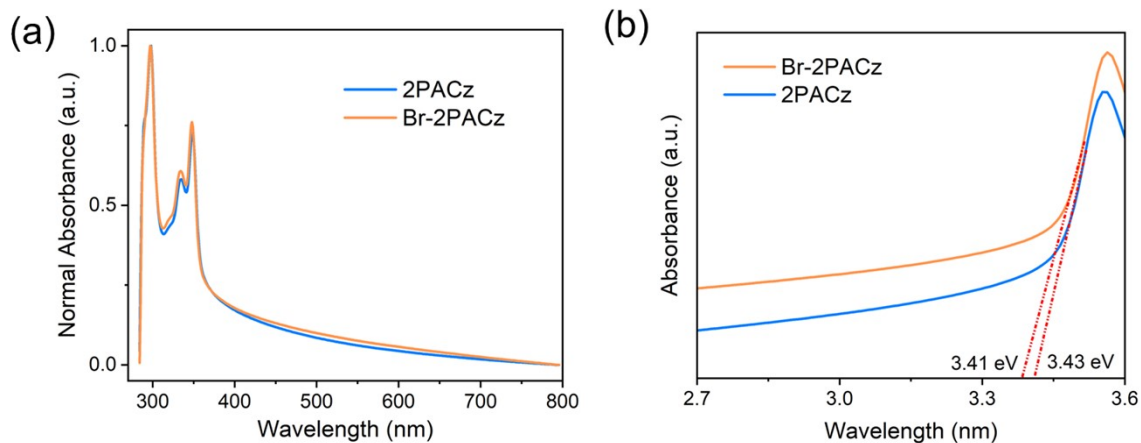 (a)
Normal Absorbance (a.u.)
1.0
0.5
0.0
2PACz
Br-2PACz
300 400 500 600 700 800
Wavelength (nm)
(b)
Absorbance (a.u.)
Br-2PACz
2PACz
3.41 eV
3.43 eV
2.7 3.0 3.3 3.6
Wavelength (nm)